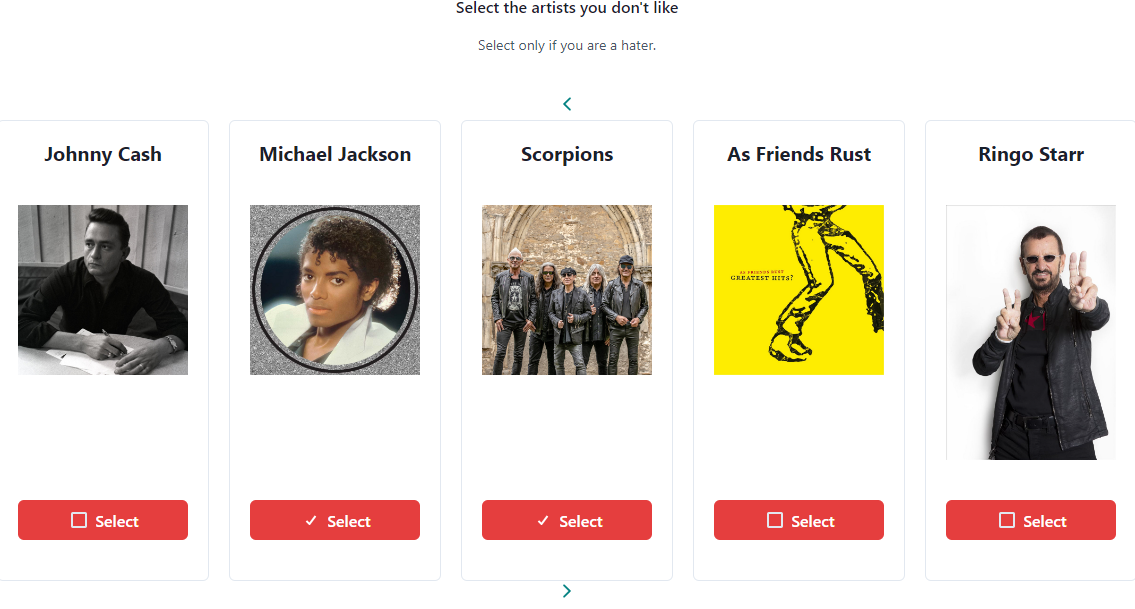 Select the artists you don't like
Select only if you are a hater.
Johnny Cash
Michael Jackson
Scorpions
As Friends Rust
Ringo Starr
AS FRIENDS RUST
GREATEST HITS?
Select
Select
Select
Select
Select